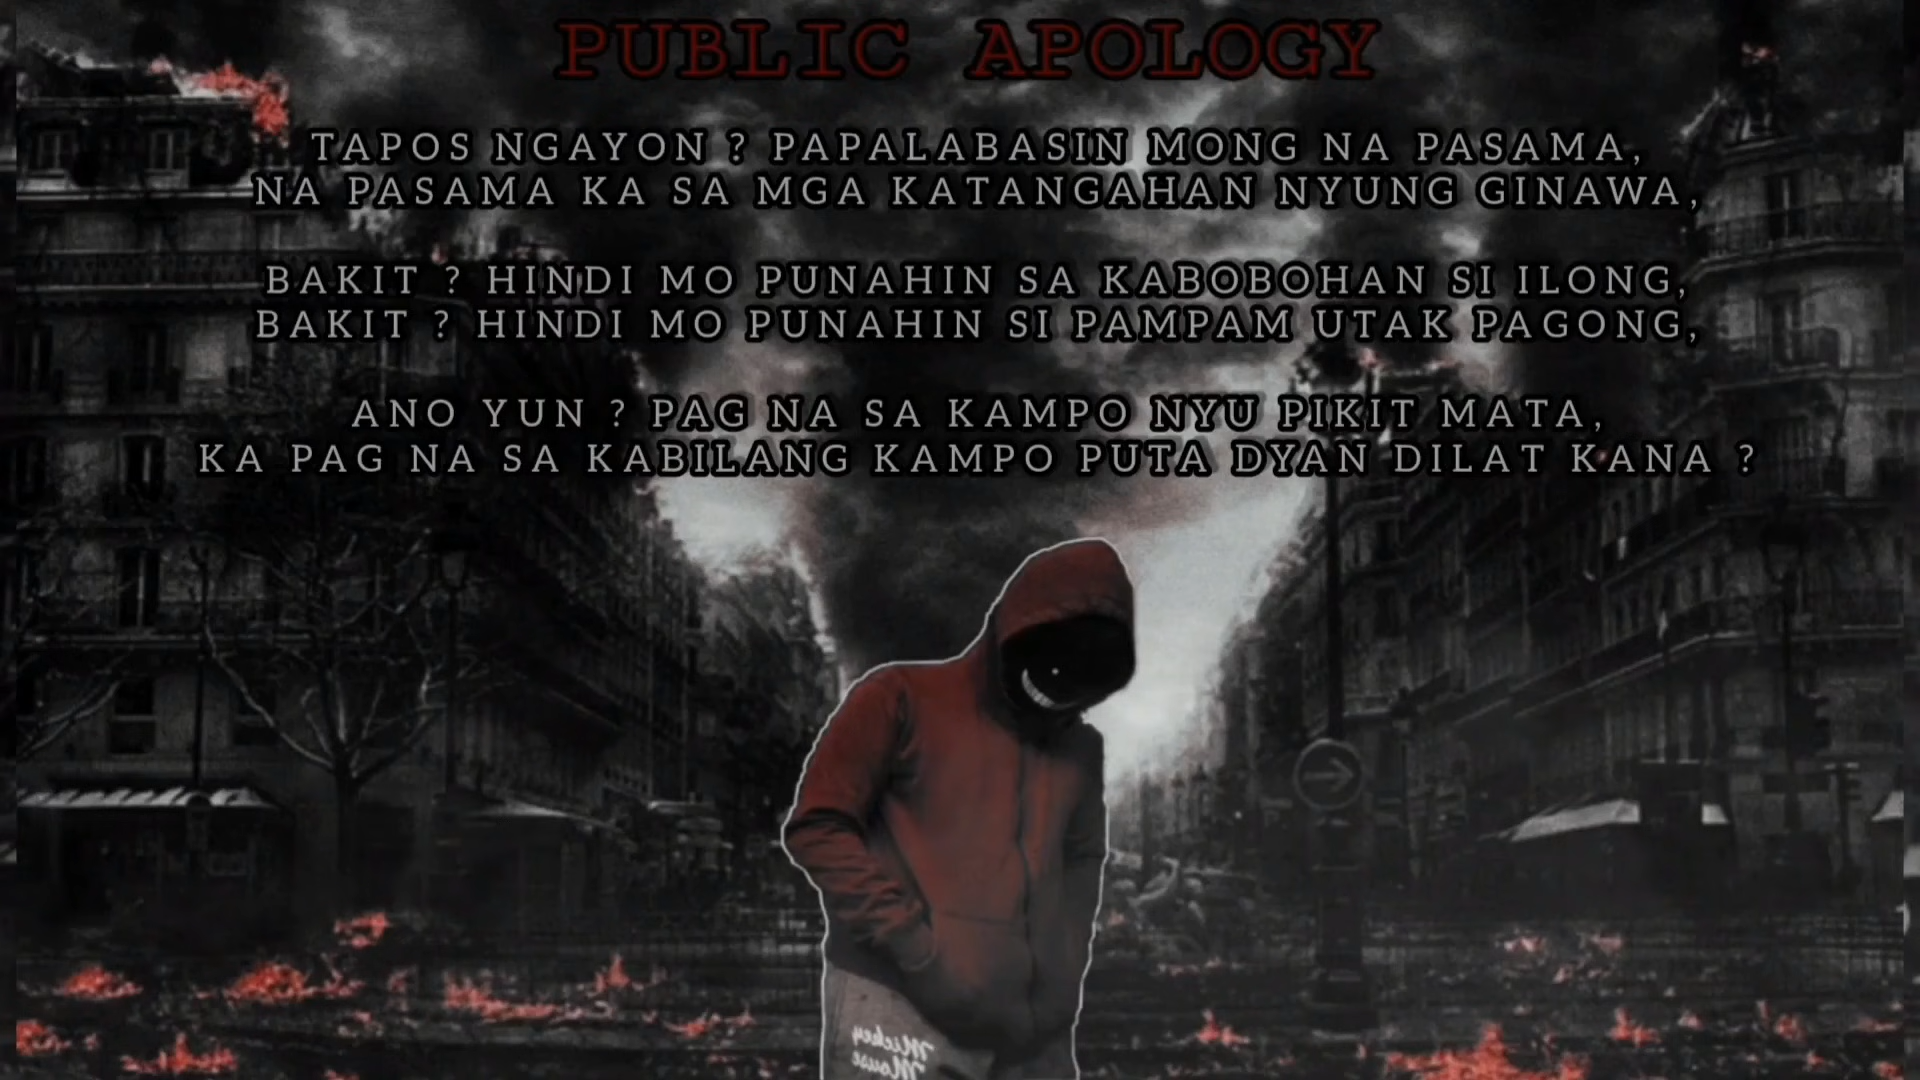 PUBLIC APOLOGY
TAPOS NGAYON ? PAPALABASIN MONG NA PASAMA,
NA PASAMA KA SA MGA KATANGAHAN NYUNG GINAWA,
BAKIT ? HINDI MO PUNAHIN SA KABOBOHAN SI ILONG,
BAKIT ? HINDI MO PUNAHIN SI PAMPAM UTAK PAGONG,
ANO YUN ? PAG NA SA KAMPO NYU PIKIT MATA,
KA PAG NA SA KABILANG KAMPO PUTA DYAN DILAT KANA ?
Mickey
Mouse